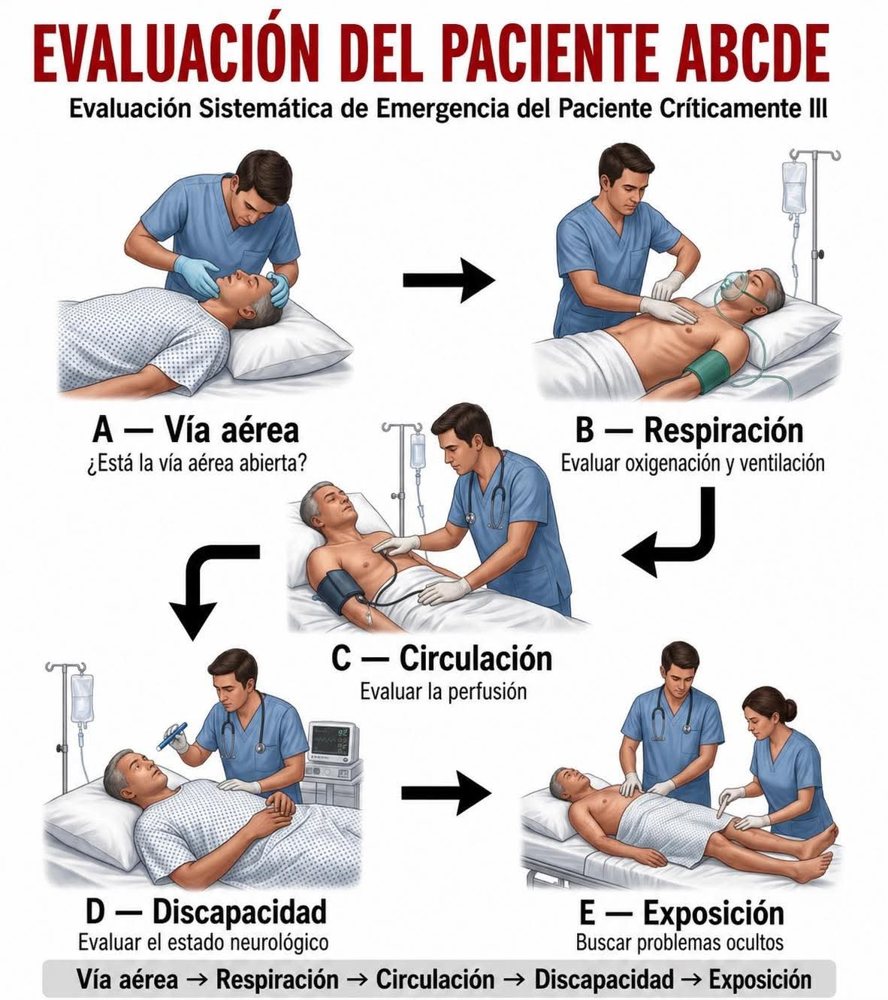 EVALUACIÓN DEL PACIENTE ABCDE
Evaluación Sistemática de Emergencia del Paciente Críticamente III
A — Vía aérea
¿Está la vía aérea abierta?
B — Respiración
Evaluar oxigenación y ventilación
C — Circulación
Evaluar la perfusión
D — Discapacidad
Evaluar el estado neurológico
E — Exposición
Buscar problemas ocultos
Vía aérea → Respiración → Circulación → Discapacidad → Exposición